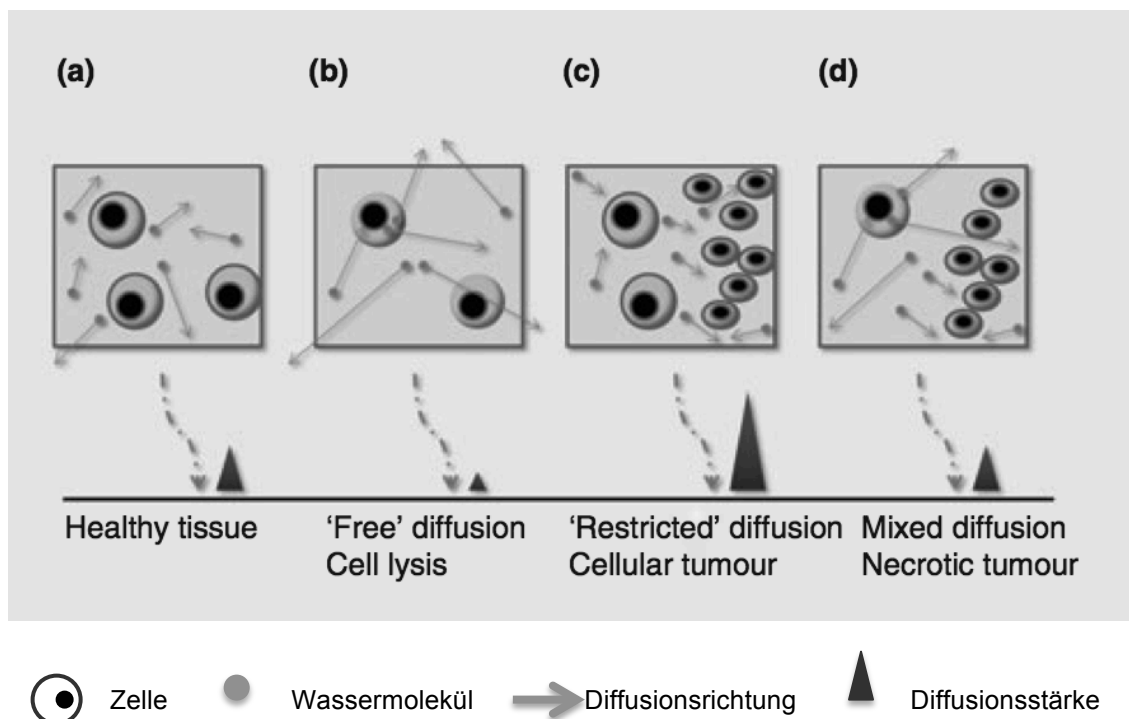 (a) (b) (c) (d)
Healthy tissue
'Free' diffusion
Cell lysis
'Restricted' diffusion
Cellular tumour
Mixed diffusion
Necrotic tumour
Zelle Wassermolekül Diffusionsrichtung Diffusionsstärke